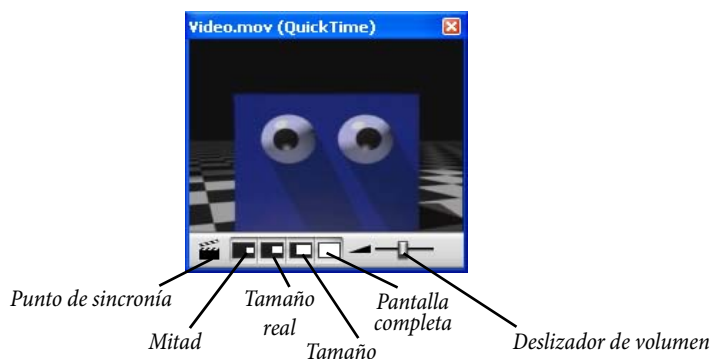 Video.mov (QuickTime)
Punto de sincronía
Mitad
Tamaño
real
Tamaño
Pantalla
completa
Deslizador de volumen